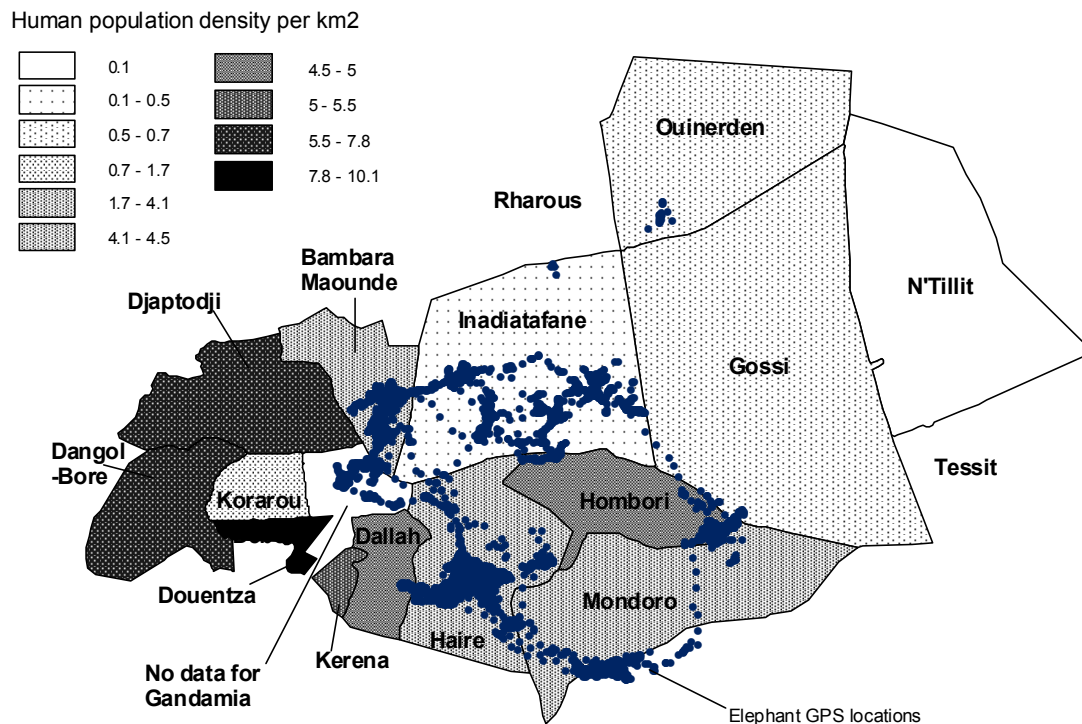 Human population density per km2
0.1
0.1 - 0.5
0.5 - 0.7
0.7 - 1.7
1.7 - 4.1
4.1 - 4.5
4.5 - 5
5 - 5.5
5.5 - 7.8
7.8 - 10.1
Ouinerden
Rharous
Bambara
Maounde
Djaptodji
Inadiatafane
N'Tillit
Gossi
Dangol
-Bore
Korarou
Tessit
Hombori
Dallah
Douentza
Mondoro
Haire
Kerena
No data for
Gandamia
Elephant GPS locations